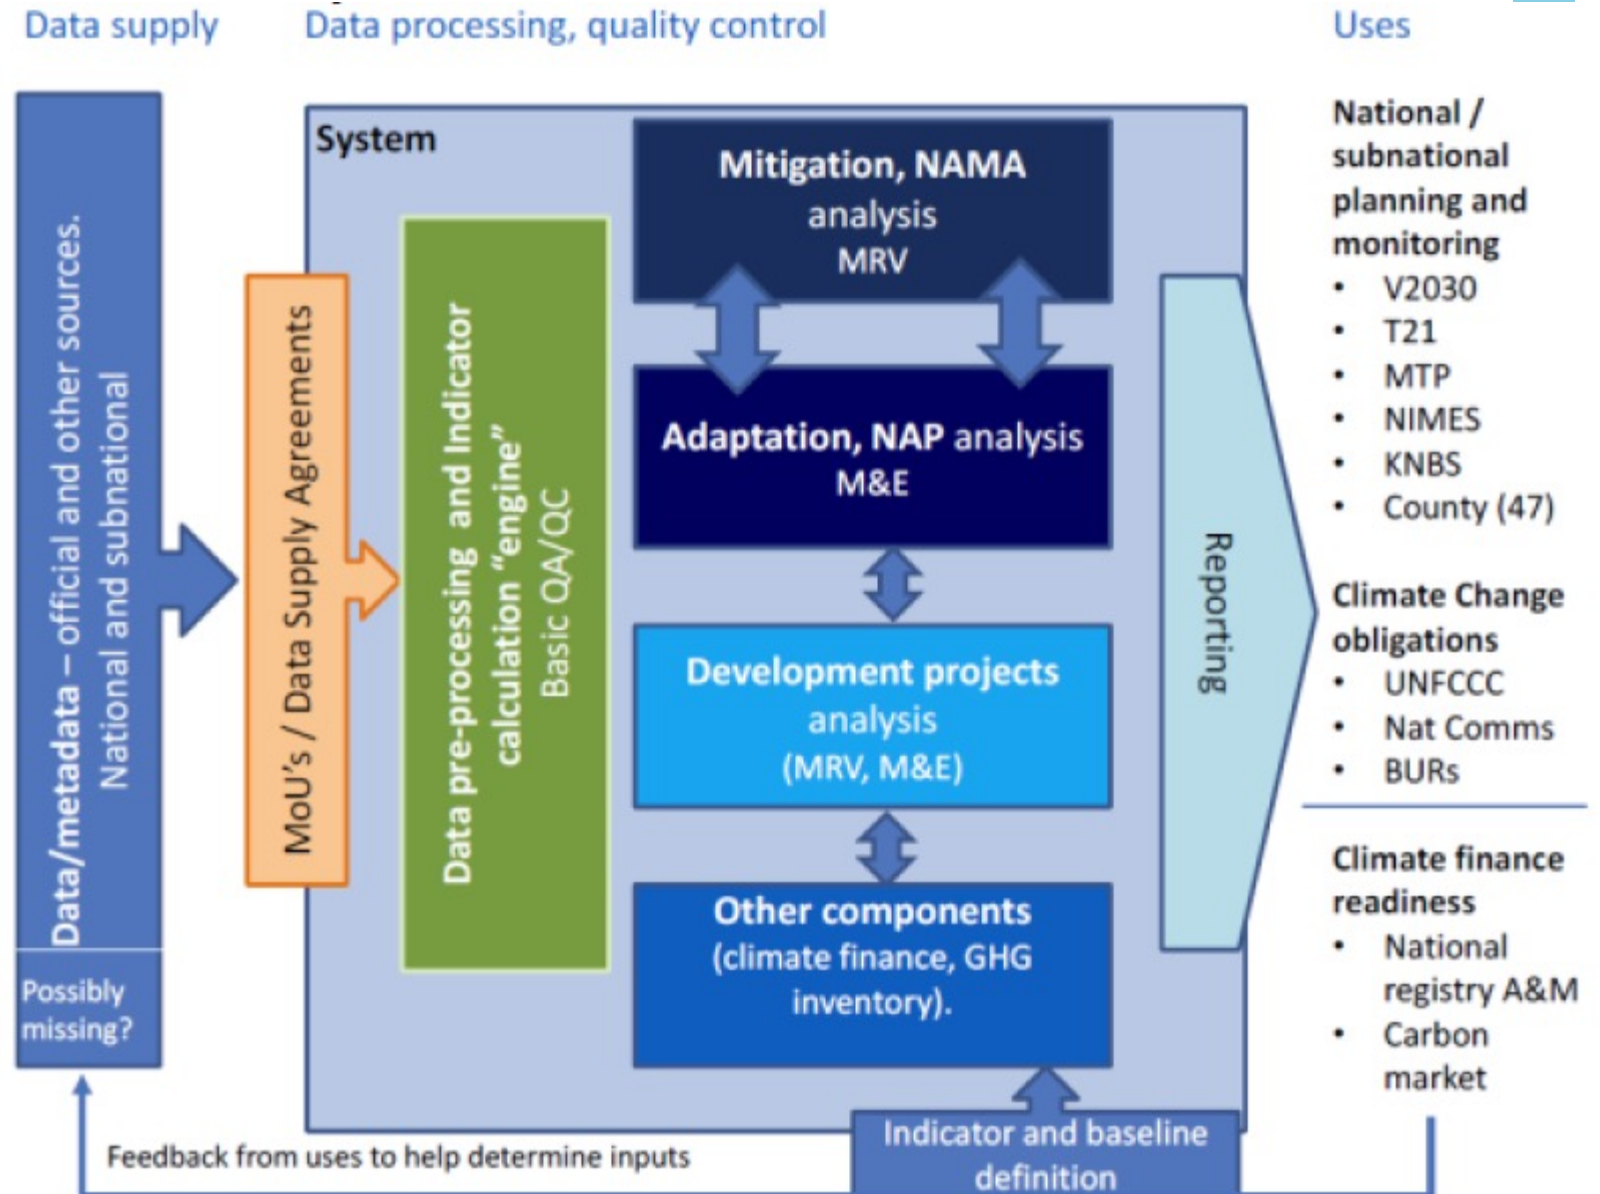 Data supply
Data processing, quality control
Uses
Data/metadata – official and other sources.
National and subnational
Possibly
missing?
MoU's / Data Supply Agreements
System
Data pre-processing and Indicator
calculation “engine”
Basic QA/QC
Mitigation, NAMA
analysis
MRV
Adaptation, NAP analysis
M&E
Development projects
analysis
(MRV, M&E)
Other components
(climate finance, GHG
inventory).
Indicator and baseline
definition
Reporting
National /
subnational
planning and
monitoring
• V2030
• T21
• MTP
• NIMES
• KNBS
• County (47)
Climate Change
obligations
• UNFCCC
• Nat Comms
• BURs
Climate finance
readiness
• National
registry A&M
• Carbon
market
Feedback from uses to help determine inputs